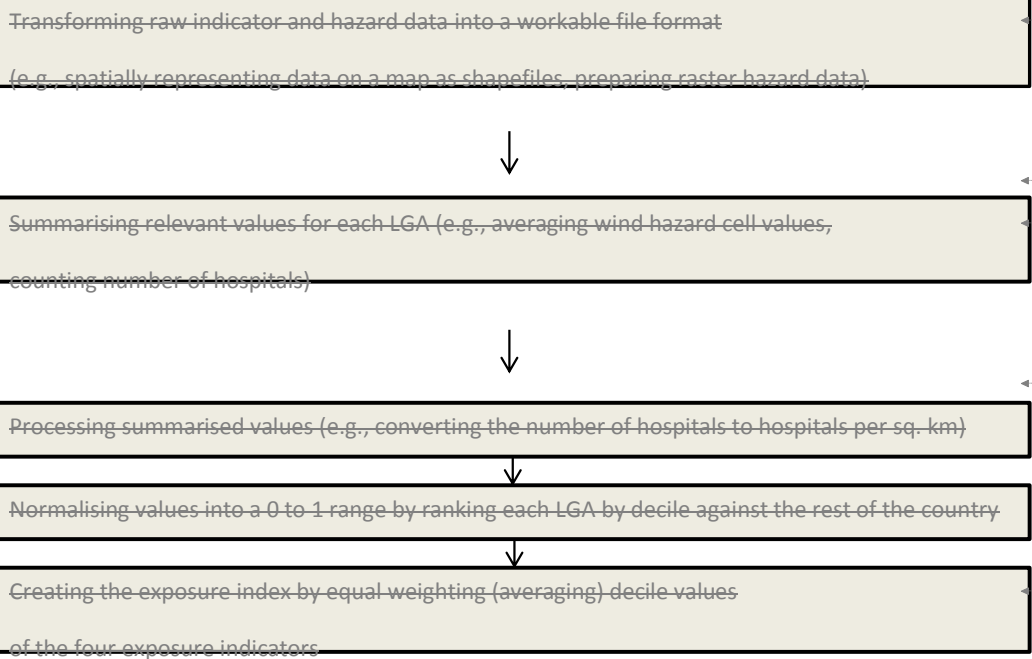 Transforming raw indicator and hazard data into a workable file format
(e.g., spatially representing data on a map as shapefiles, preparing raster hazard data)
Summarising relevant values for each LGA (e.g., averaging wind hazard cell values,
counting number of hospitals)
Processing summarised values (e.g., converting the number of hospitals to hospitals per sq. km)
Normalising values into a 0 to 1 range by ranking each LGA by decile against the rest of the country
Creating the exposure index by equal weighting (averaging) decile values
of the four exposure indicators